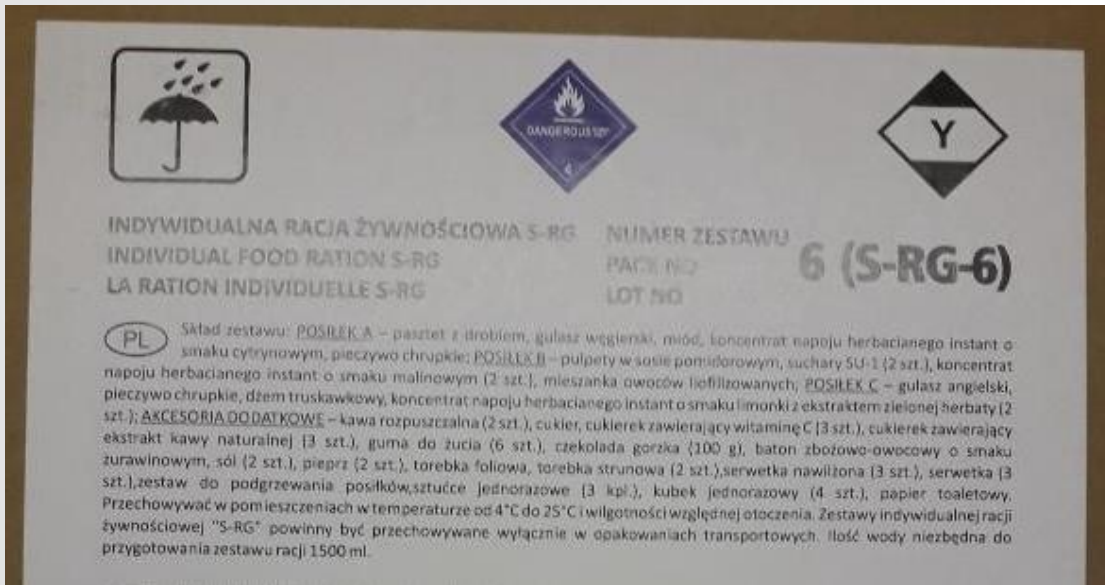 DANGEROUS
4
Y
INDYWIDUALNA RACJA ŻYWNOŚCIOWA S-RG
INDIVIDUAL FOOD RATION S-RG
LA RATION INDIVIDUELLE S-RG
NUMER ZESTAWU
PACK NO
LOT NO
6 (S-RG-6)
PL
Skład zestawu: POSIŁEK A – pasztet z drobiem, gulasz węgierski, miód, koncentrat napoju herbacianego instant o
smaku cytrynowym, pieczywo chrupkie; POSIŁEK B – pulpety w sosie pomidorowym, suchary SU-1 (2 szt.), koncentrat
napoju herbacianego instant o smaku malinowym (2 szt.), mieszanka owoców liofilizowanych; POSIŁEK C – gulasz angielski,
pieczywo chrupkie, dżem truskawkowy, koncentrat napoju herbacianego instant o smaku limonki z ekstraktem zielonej herbaty (2
szt.); AKCESORIA DODATKOWE – kawa rozpuszczalna (2 szt.), cukier, cukierek zawierający witaminę C (3 szt.), cukierek zawierający
ekstrakt kawy naturalnej (3 szt.), guma do żucia (6 szt.), czekolada gorzka (100 g), baton zbożowo-owocowy o smaku
żurawinowym, sól (2 szt.), pieprz (2 szt.), torebka foliowa, torebka strunowa (2 szt.),serwetka nawilżona (3 szt.), serwetka (3
szt.),zestaw do podgrzewania posiłków,sztućce jednorazowe (3 kpl.), kubek jednorazowy (4 szt.), papier toaletowy.
Przechowywać w pomieszczeniach w temperaturze od 4°C do 25°C i wilgotności względnej otoczenia. Zestawy indywidualnej racji
żywnościowej "S-RG" powinny być przechowywane wyłącznie w opakowaniach transportowych. Ilość wody niezbędna do
przygotowania zestawu racji 1500 ml.